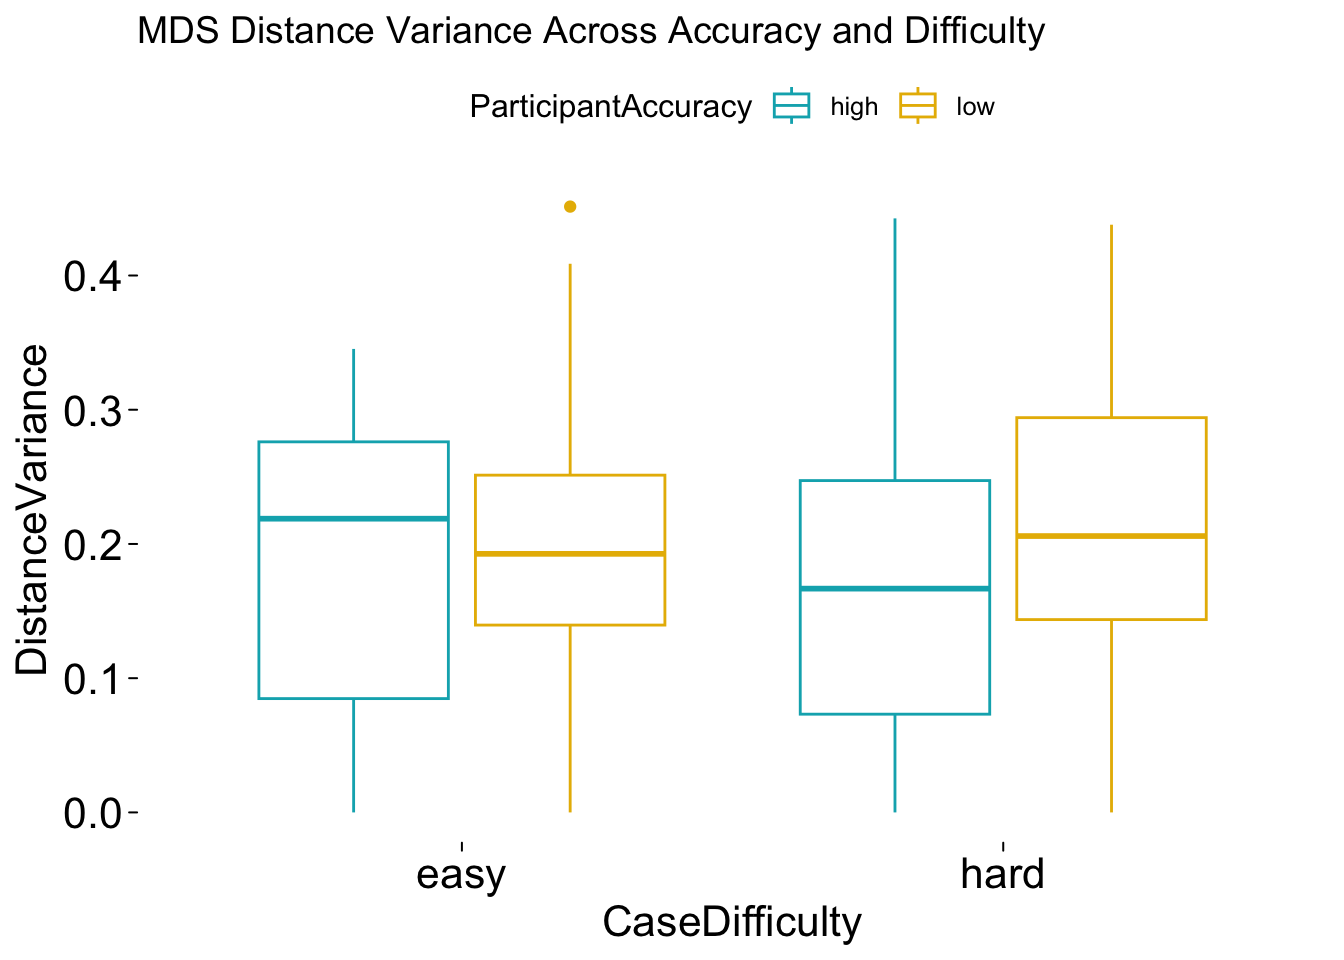 MDS Distance Variance Across Accuracy and Difficulty
ParticipantAccuracy high low
DistanceVariance
0.4
0.3
0.2
0.1
0.0
easy hard
CaseDifficulty